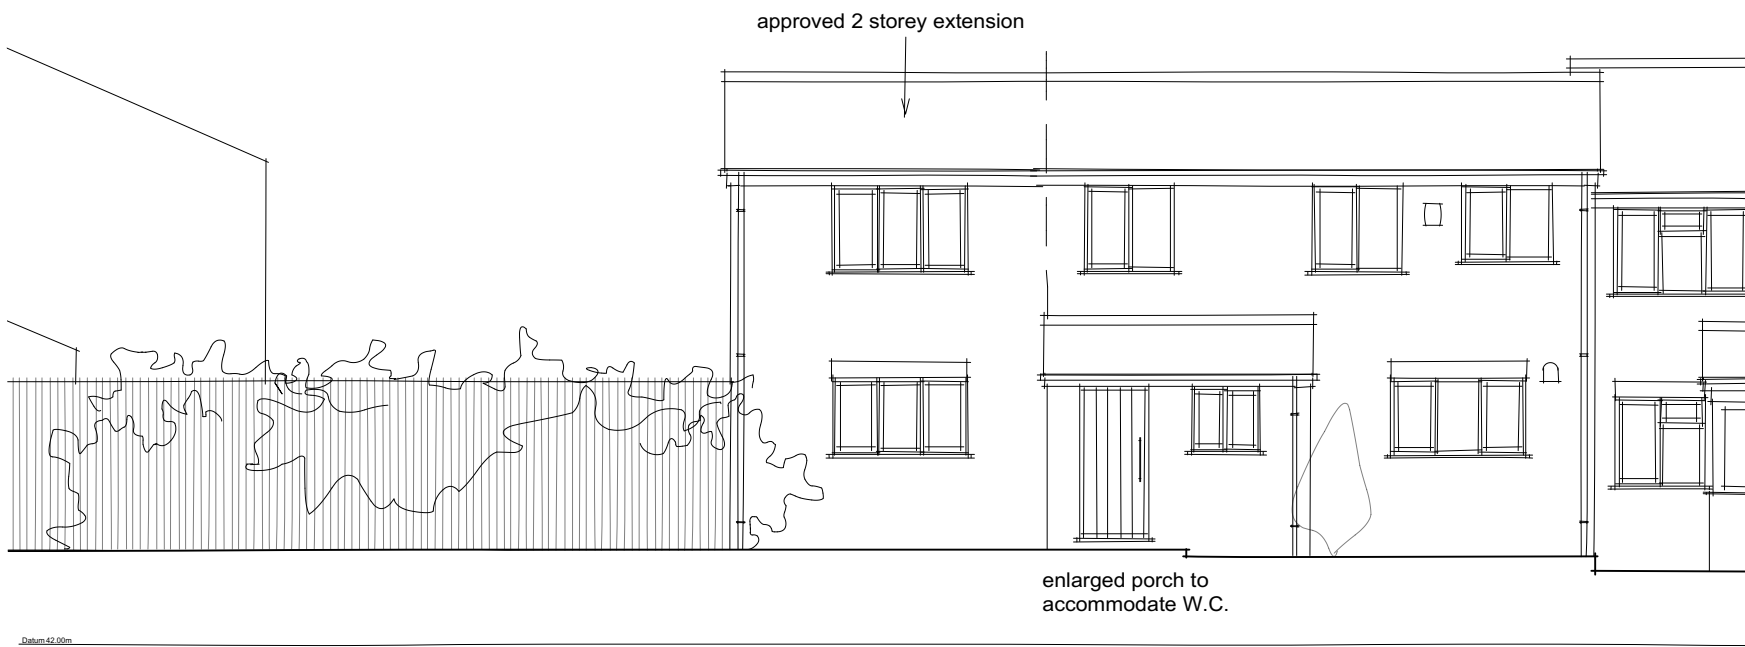 approved 2 storey extension
enlarged porch to
accommodate W.C.
Datum 42.00m